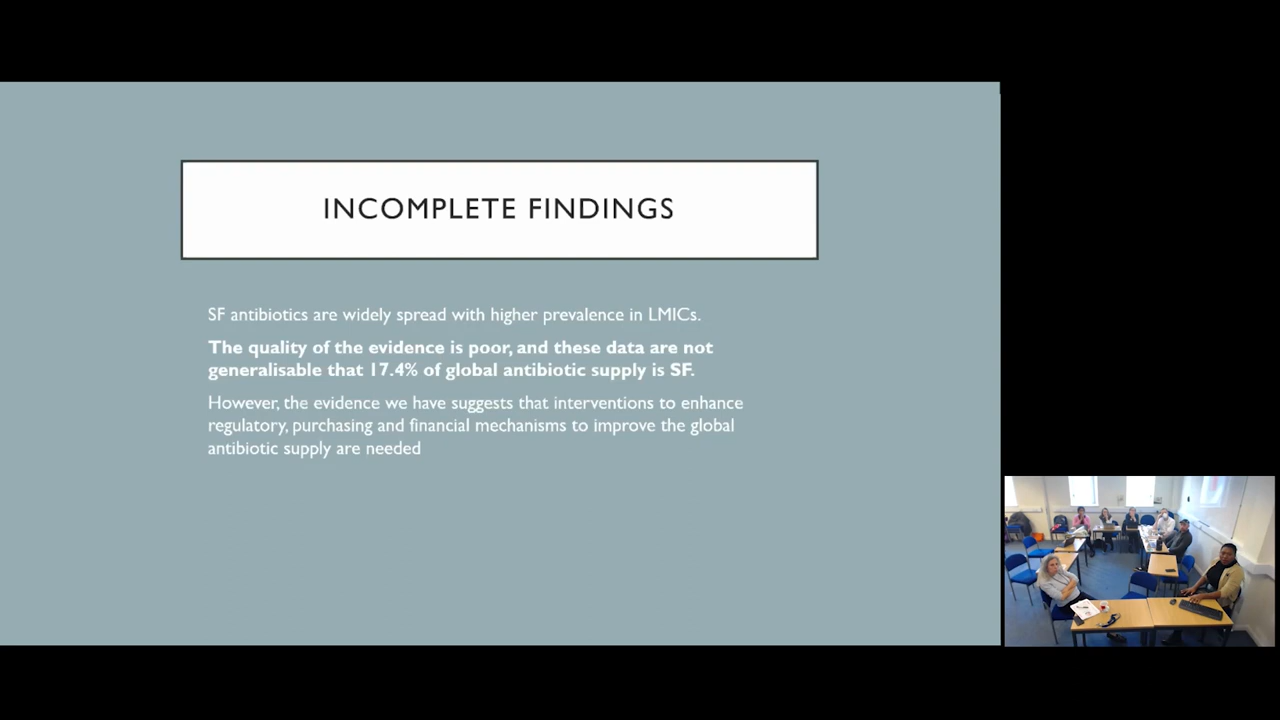 INCOMPLETE FINDINGS
SF antibiotics are widely spread with higher prevalence in LMICs.
The quality of the evidence is poor, and these data are not
generalisable that 17.4% of global antibiotic supply is SF.
However, the evidence we have suggests that interventions to enhance
regulatory, purchasing and financial mechanisms to improve the global
antibiotic supply are needed